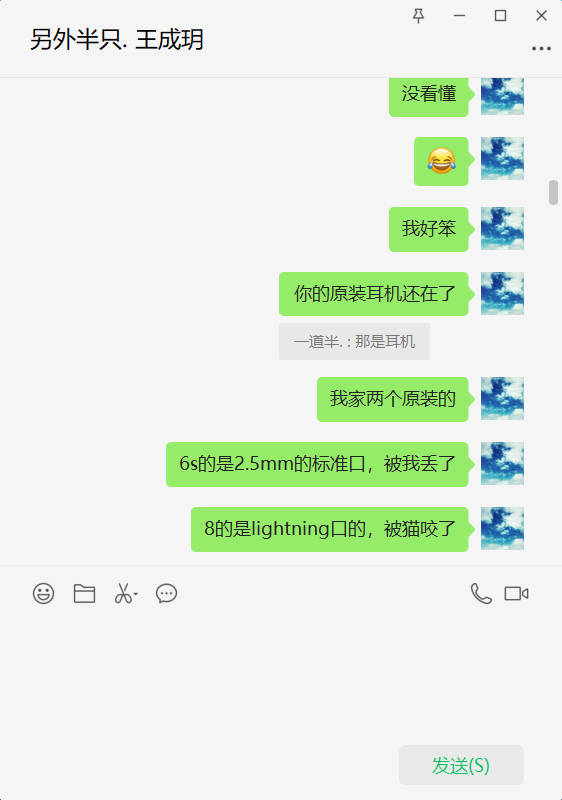 另外半只. 王成玥
没看懂
😂
我好笨
你的原装耳机还在了
一道半. : 那是耳机
我家两个原装的
6s的是2.5mm的标准口，被我丢了
8的是lightning口的，被猫咬了
发送(S)